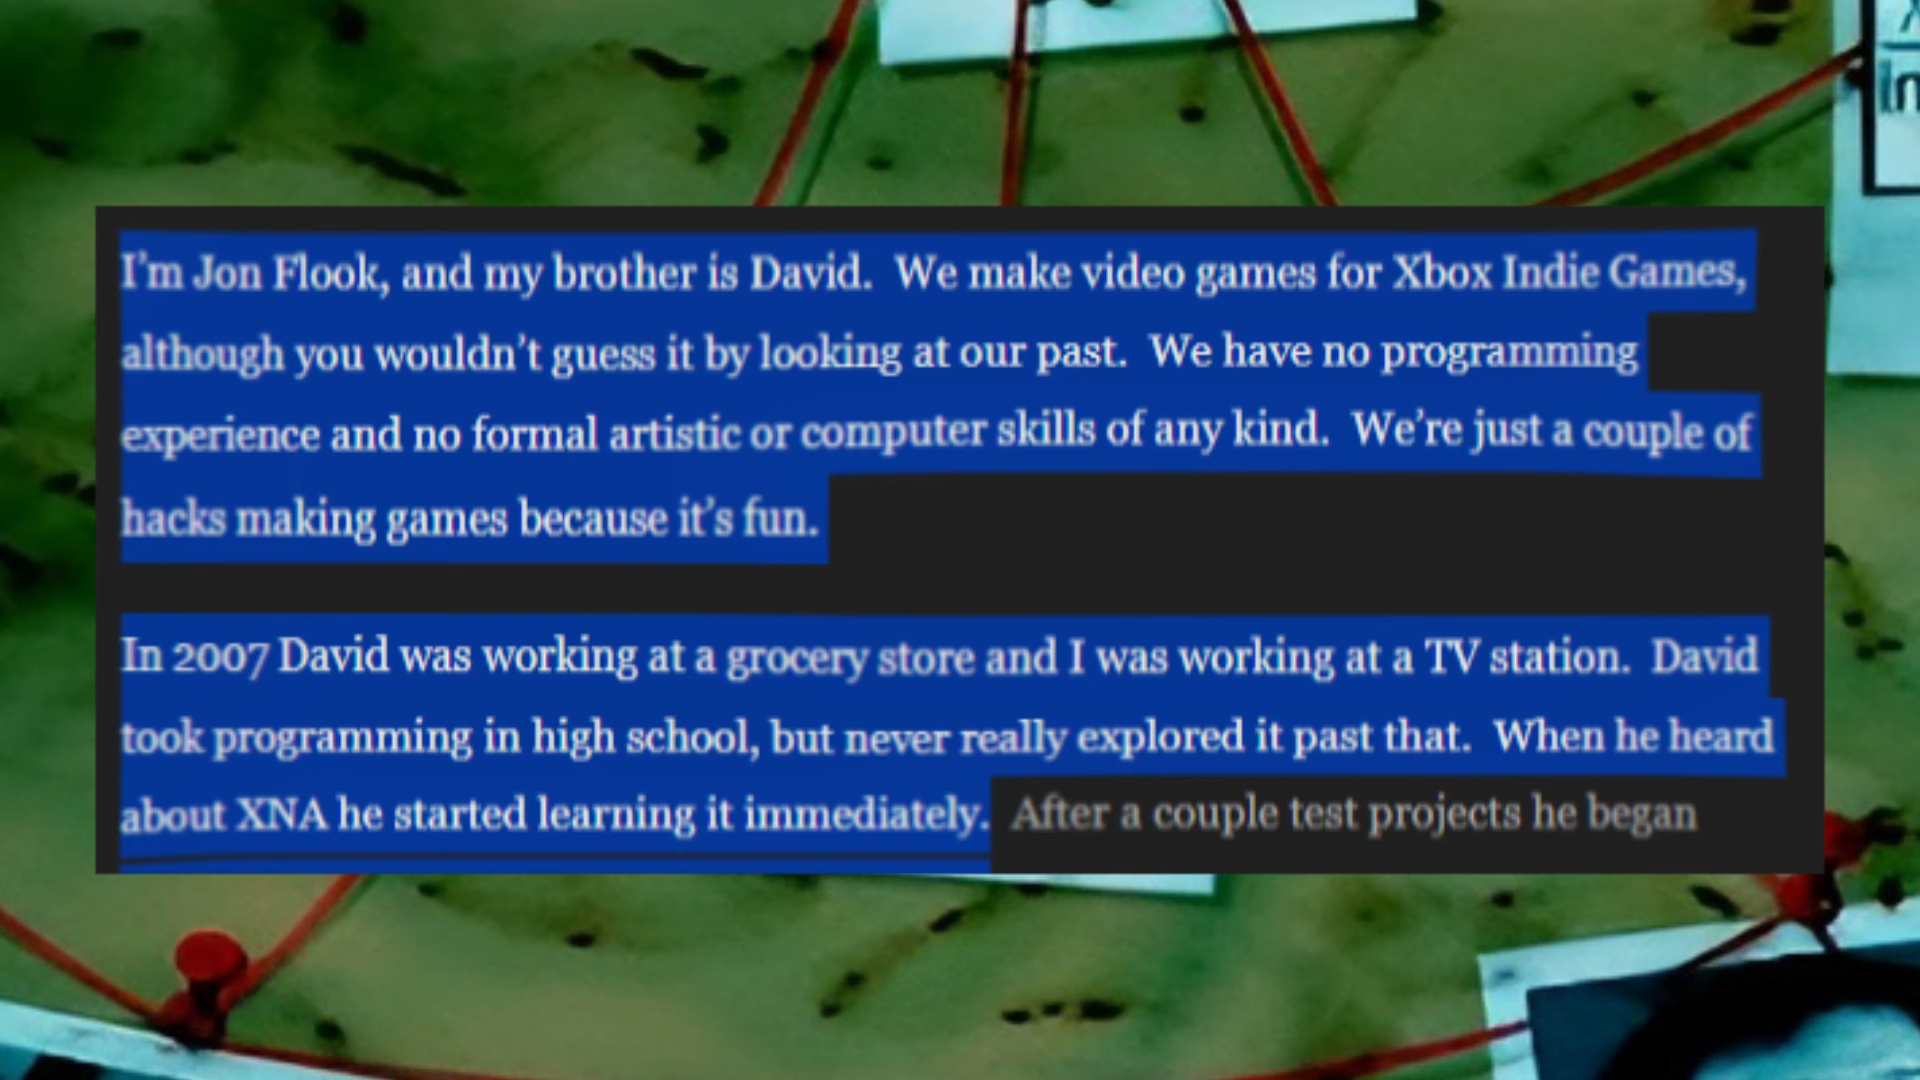 I'm Jon Flook, and my brother is David.  We make video games for Xbox Indie Games,
although you wouldn't guess it by looking at our past.  We have no programming
experience and no formal artistic or computer skills of any kind.  We're just a couple of
hacks making games because it's fun.
In 2007 David was working at a grocery store and I was working at a TV station.  David
took programming in high school, but never really explored it past that.  When he heard
about XNA he started learning it immediately.  After a couple test projects he began